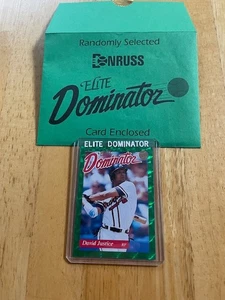 Randomly Selected
DONRUSS
ELITE
Dominator
Card Enclosed
ELITE DOMINATOR
Dominator
David Justice